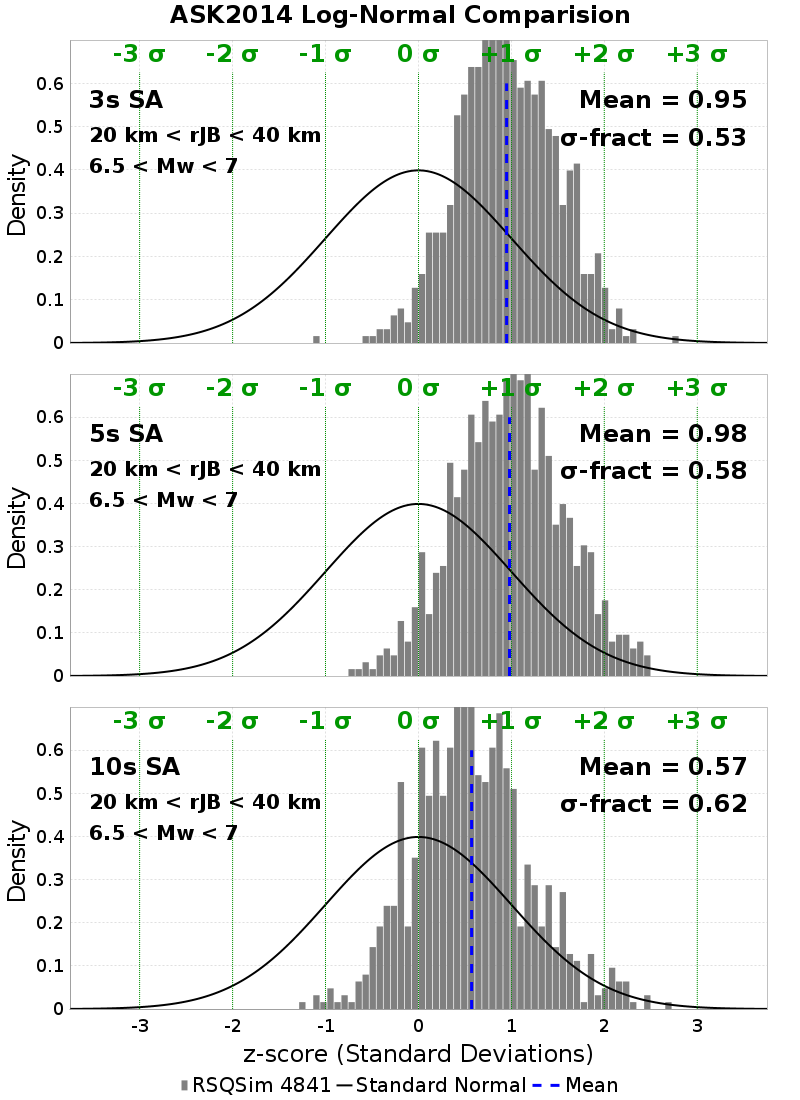 ASK2014 Log-Normal Comparision
-3 σ -2 σ -1 σ 0 σ +1 σ +2 σ +3 σ
3s SA
20 km < rJB < 40 km
6.5 < Mw < 7
Mean = 0.95
σ-fract = 0.53
Density
0.6
0.5
0.4
0.3
0.2
0.1
0
-3 σ -2 σ -1 σ 0 σ +1 σ +2 σ +3 σ
5s SA
20 km < rJB < 40 km
6.5 < Mw < 7
Mean = 0.98
σ-fract = 0.58
Density
0.6
0.5
0.4
0.3
0.2
0.1
0
-3 σ -2 σ -1 σ 0 σ +1 σ +2 σ +3 σ
10s SA
20 km < rJB < 40 km
6.5 < Mw < 7
Mean = 0.57
σ-fract = 0.62
Density
0.6
0.5
0.4
0.3
0.2
0.1
0
-3 -2 -1 0 1 2 3
z-score (Standard Deviations)
RSQSim 4841 Standard Normal Mean